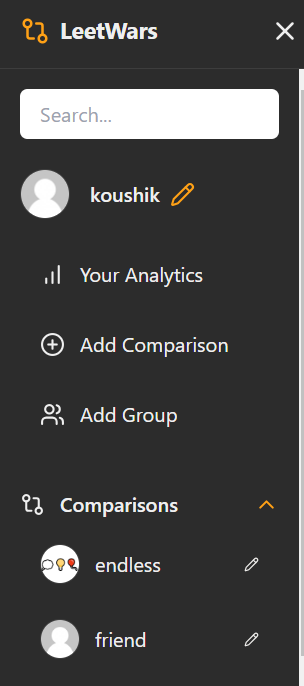 LeetWars
Search...
koushik
Your Analytics
Add Comparison
Add Group
Comparisons
endless
friend